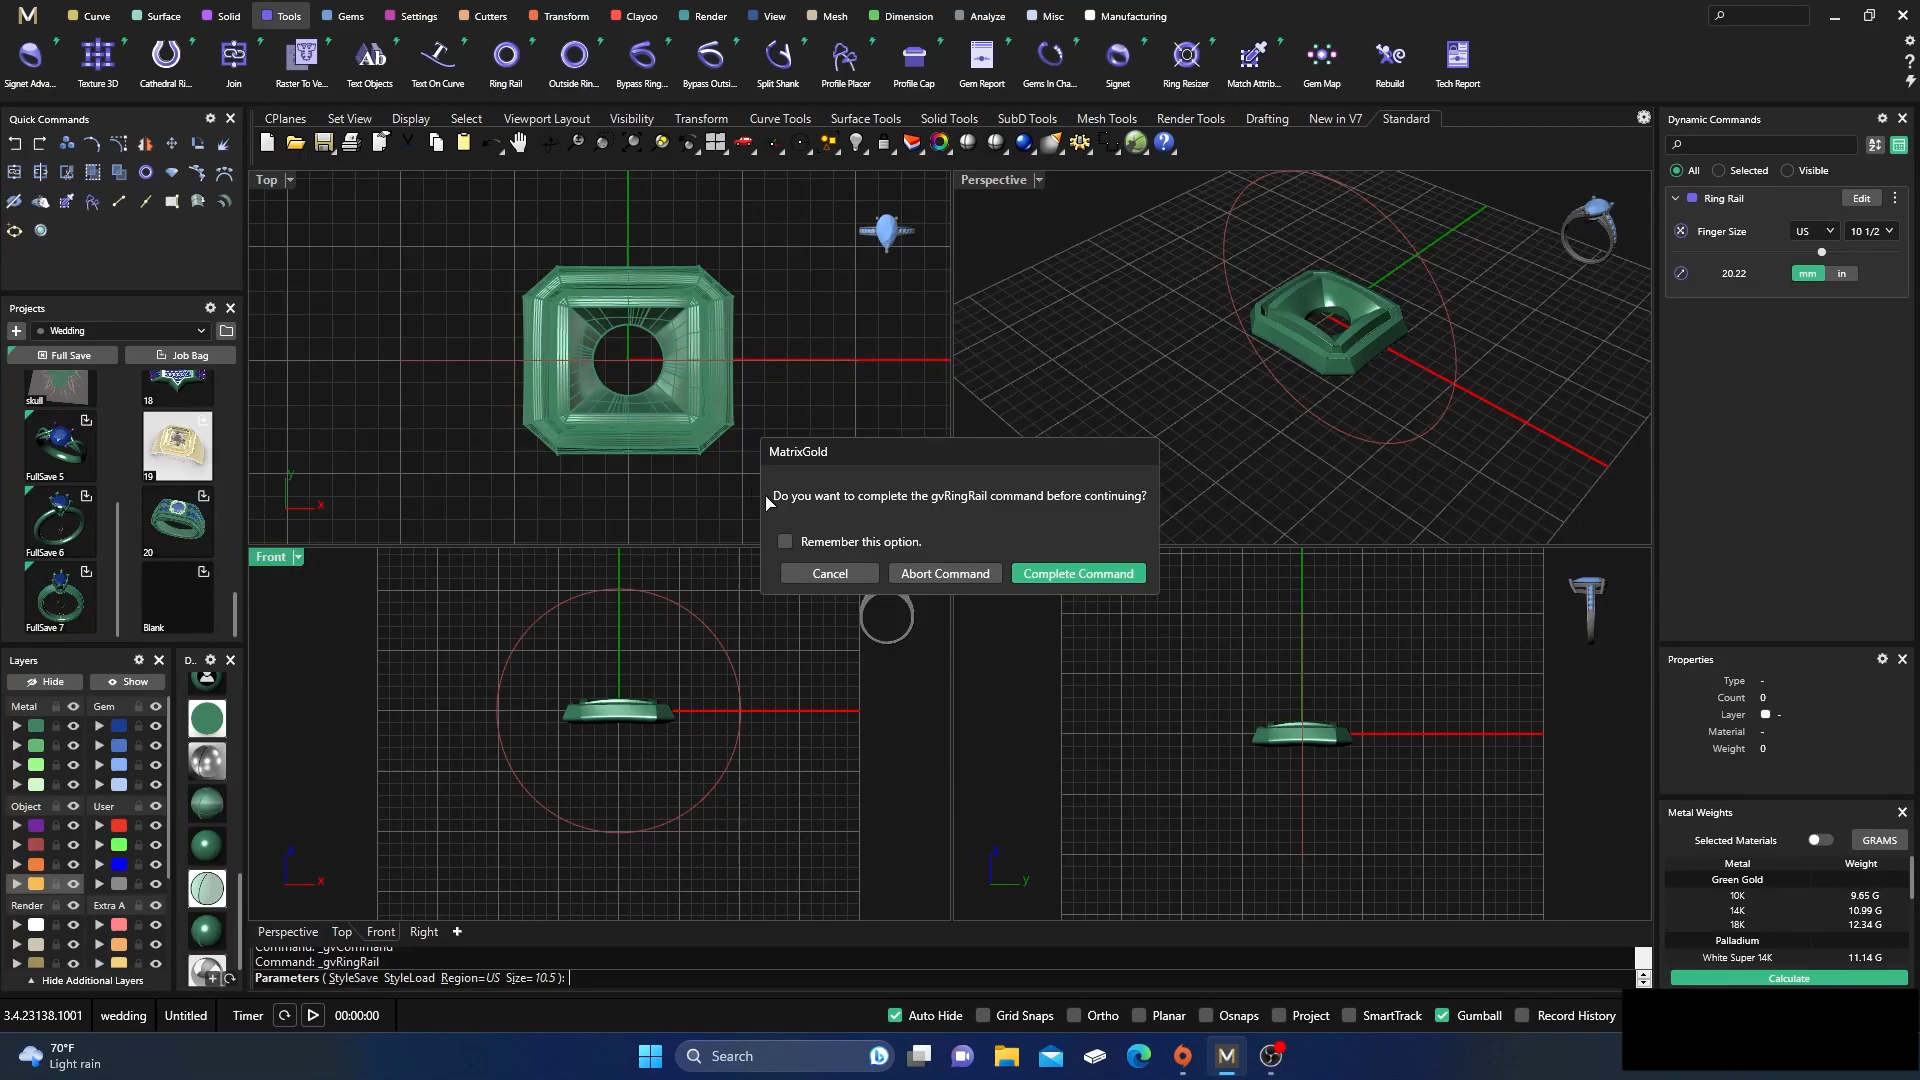 Curve
Surface
Solid
Tools
Gems
Settings
Cutters
Transform
Clayoo
Render
View
Mesh
Dimension
Analyze
Misc
Manufacturing
Signet Adva...
Texture 3D
Cathedral Ri...
Join
Raster To Ve...
Text Objects
Text On Curve
Ring Rail
Outside Rin...
Bypass Ring...
Bypass Outsi...
Split Shank
Profile Placer
Profile Cap
Gem Report
Gems In Cha...
Signet
Ring Resizer
Match Attrib...
Gem Map
Rebuild
Tech Report
Quick Commands
CPlanes
Set View
Display
Select
Viewport Layout
Visibility
Transform
Curve Tools
Surface Tools
Solid Tools
SubD Tools
Mesh Tools
Render Tools
Drafting
New in V7
Standard
Projects
Wedding
Full Save
Job Bag
skull
18
FullSave 5
19
FullSave 6
20
FullSave 7
Blank
Layers
D..
Hide
Show
Metal
Gem
Object
User
Render
Extra A
Hide Additional Layers
Top
y
x
Perspective
Front
z
x
z
y
MatrixGold
Do you want to complete the gvRingRail command before continuing?
Remember this option.
Cancel
Abort Command
Complete Command
Perspective
Top
Front
Right
Command: _gvCommand
Command: _gvRingRail
Parameters ( StyleSave StyleLoad Region=US Size=10.5 ):
Dynamic Commands
All
Selected
Visible
Ring Rail
Edit
Finger Size
US
10 1/2
20.22
mm
in
Properties
Type -
Count 0
Layer -
Material -
Weight 0
Metal Weights
Selected Materials
GRAMS
Metal Weight
Green Gold
10K 9.65 G
14K 10.99 G
18K 12.34 G
Palladium
White Super 14K 11.14 G
Calculate
3.4.23138.1001
wedding
Untitled
Timer
00:00:00
Auto Hide
Grid Snaps
Ortho
Planar
Osnaps
Project
SmartTrack
Gumball
Record History
70°F
Light rain
Search